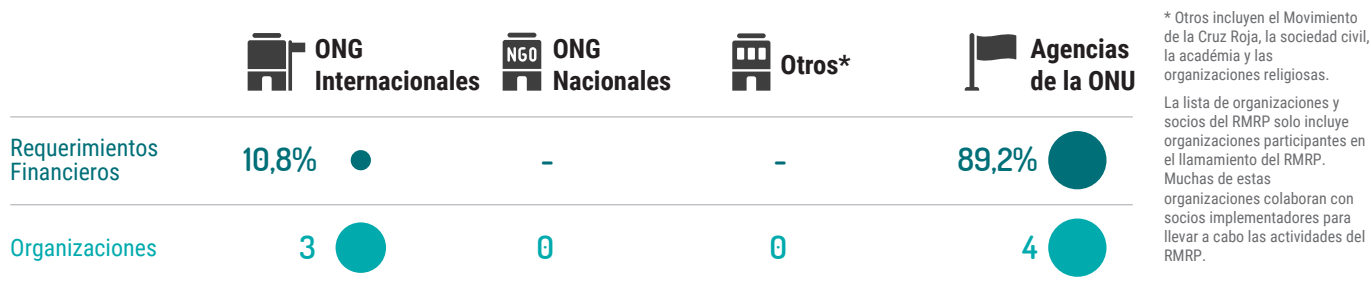 ONG
Internacionales
NGO
ONG
Nacionales
Otros*
Agencias
de la ONU
Requerimientos
Financieros
10,8%
-
-
89,2%
Organizaciones
3
0
0
4
* Otros incluyen el Movimiento
de la Cruz Roja, la sociedad civil,
la académia y las
organizaciones religiosas.
La lista de organizaciones y
socios del RMRP solo incluye
organizaciones participantes en
el llamamiento del RMRP.
Muchas de estas
organizaciones colaboran con
socios implementadores para
llevar a cabo las actividades del
RMRP.